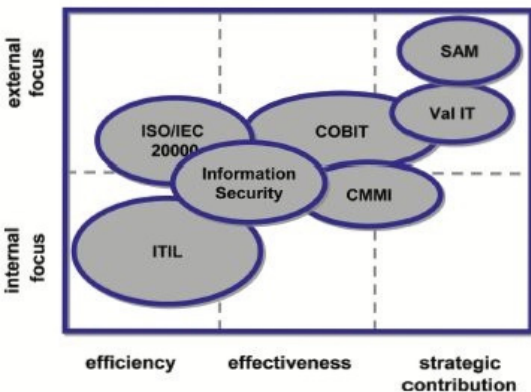 external
focus
internal
focus
SAM
Val IT
ISO/IEC
20000
COBIT
Information
Security
CMMI
ITIL
efficiency
effectiveness
strategic
contribution